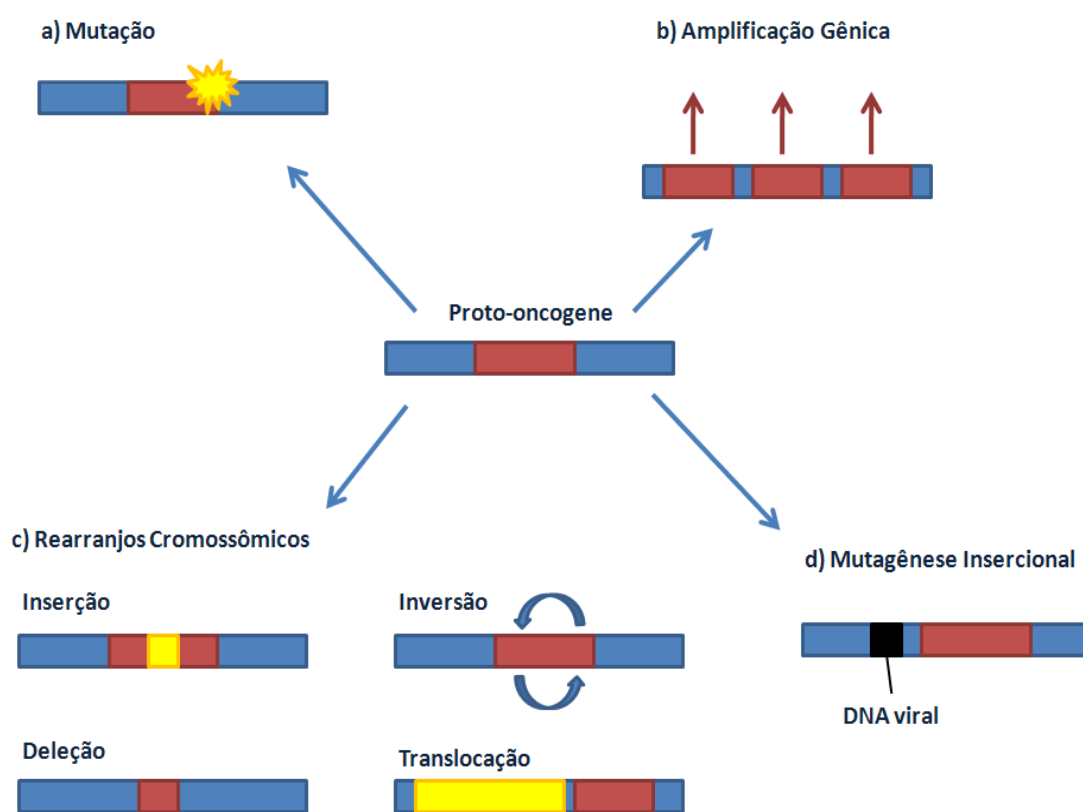 a) Mutação
b) Amplificação Gênica
Proto-oncogene
c) Rearranjos Cromossômicos
d) Mutagênese Insercional
Inserção
Inversão
DNA viral
Deleção
Translocação